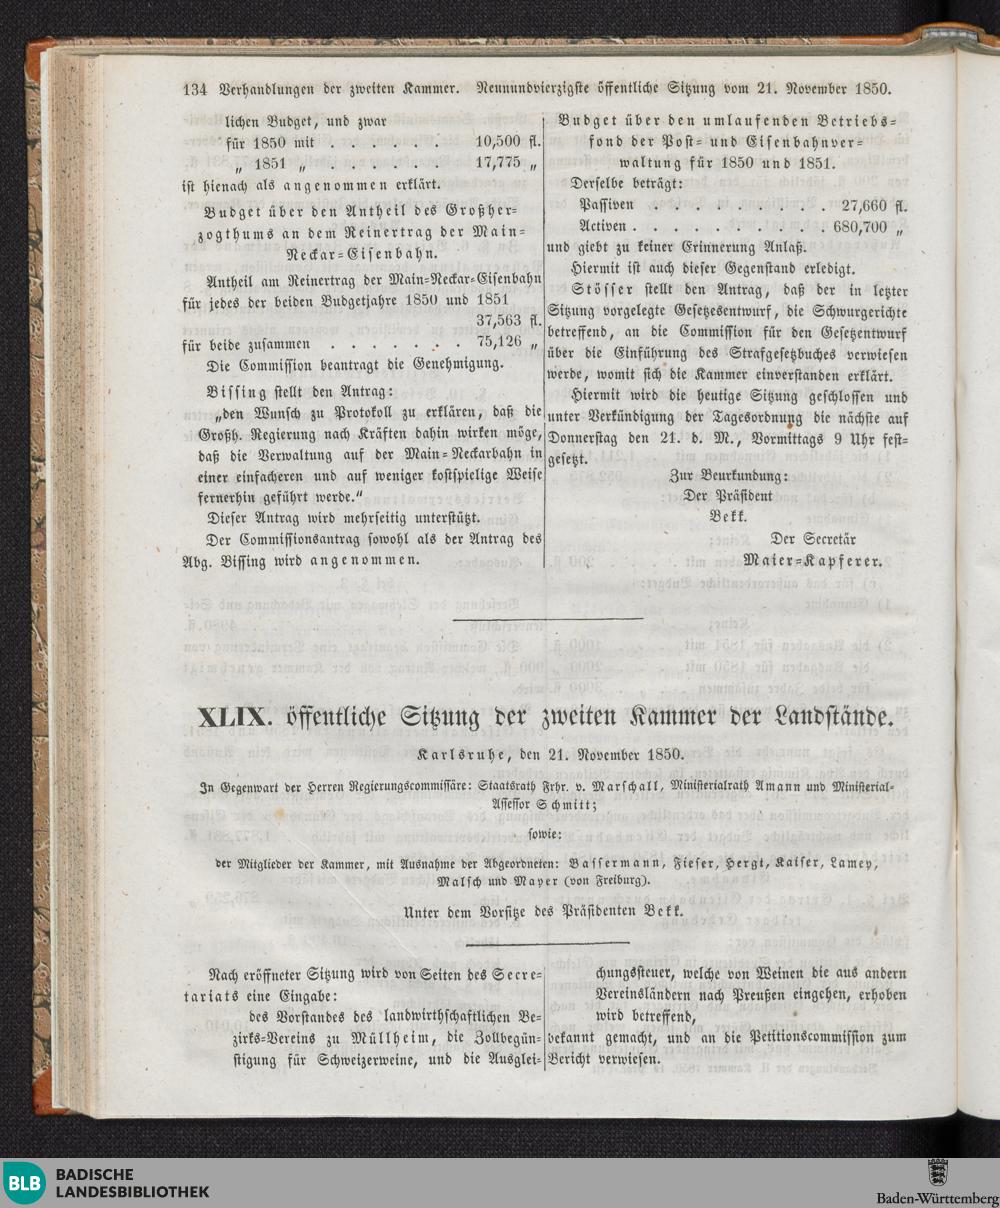 134 Verhandlungen der zweiten Kammer. Neunundvierzigste öffentliche Sitzung vom 21. November 1850.
lichen Budget, und zwar
für 1850 mit . . . . . 10,500 fl.
„ 1851 „ . . . . 17,775 „
ist hienach als angenommen erklärt.
Budget über den Antheil des Großher-
zogthums an dem Reinertrag der Main-
Neckar-Eisenbahn.
Antheil am Reinertrag der Main-Neckar-Eisenbahn
für jedes der beiden Budgetjahre 1850 und 1851
37,563 fl.
für beide zusammen . . . . . . . 75,126 „
Die Commission beantragt die Genehmigung.
Bissing stellt den Antrag:
„den Wunsch zu Protokoll zu erklären, daß die
Großh. Regierung nach Kräften dahin wirken möge,
daß die Verwaltung auf der Main-Neckarbahn in
einer einfacheren und auf weniger kostspielige Weise
fernerhin geführt werde.“
Dieser Antrag wird mehrseitig unterstützt.
Der Commissionsantrag sowohl als der Antrag des
Abg. Bissing wird angenommen.
Budget über den umlaufenden Betriebs-
fond der Post- und Eisenbahnver-
waltung für 1850 und 1851.
Derselbe beträgt:
Passiven . . . . . . . . . 27,660 fl.
Activen . . . . . . . . . . 680,700 „
und giebt zu keiner Erinnerung Anlaß.
Hiermit ist auch dieser Gegenstand erledigt.
Stösser stellt den Antrag, daß der in letzter
Sitzung vorgelegte Gesetzesentwurf, die Schwurgerichte
betreffend, an die Commission für den Gesetzentwurf
über die Einführung des Strafgesetzbuches verwiesen
werde, womit sich die Kammer einverstanden erklärt.
Hiermit wird die heutige Sitzung geschlossen und
unter Verkündigung der Tagesordnung die nächste auf
Donnerstag den 21. d. M., Vormittags 9 Uhr fest-
gesetzt.
Zur Beurkundung:
Der Präsident
Bekk.
Der Secretär
Maier-Kapferer.
XLIX. öffentliche Sitzung der zweiten Kammer der Landstände.
Karlsruhe, den 21. November 1850.
In Gegenwart der Herren Regierungscommissäre: Staatsrath Frhr. v. Marschall, Ministerialrath Amann und Ministerial-
Assessor Schmitt;
sowie:
der Mitglieder der Kammer, mit Ausnahme der Abgeordneten: Bassermann, Fieser, Hergt, Kaiser, Lamey,
Malsch und Mayer (von Freiburg).
Unter dem Vorsitze des Präsidenten Bekk.
Nach eröffneter Sitzung wird von Seiten des Secre-
tariats eine Eingabe:
des Vorstandes des landwirthschaftlichen Be-
zirks-Vereins zu Müllheim, die Zollbegün-
stigung für Schweizerweine, und die Ausglei-
chungssteuer, welche von Weinen die aus andern
Vereinsländern nach Preußen eingehen, erhoben
wird betreffend,
bekannt gemacht, und an die Petitionscommission zum
Bericht verwiesen.
BLB
BADISCHE
LANDESBIBLIOTHEK
Baden-Württemberg